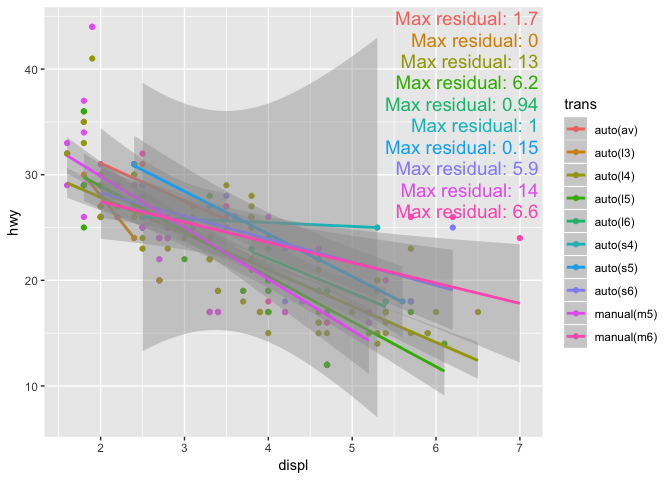 Max residual: 1.7
Max residual: 0
Max residual: 13
Max residual: 6.2
Max residual: 0.94
Max residual: 1
Max residual: 0.15
Max residual: 5.9
Max residual: 14
Max residual: 6.6
40
30
20
10
hwy
2
3
4
5
6
7
displ
trans
auto(av)
auto(l3)
auto(l4)
auto(l5)
auto(l6)
auto(s4)
auto(s5)
auto(s6)
manual(m5)
manual(m6)